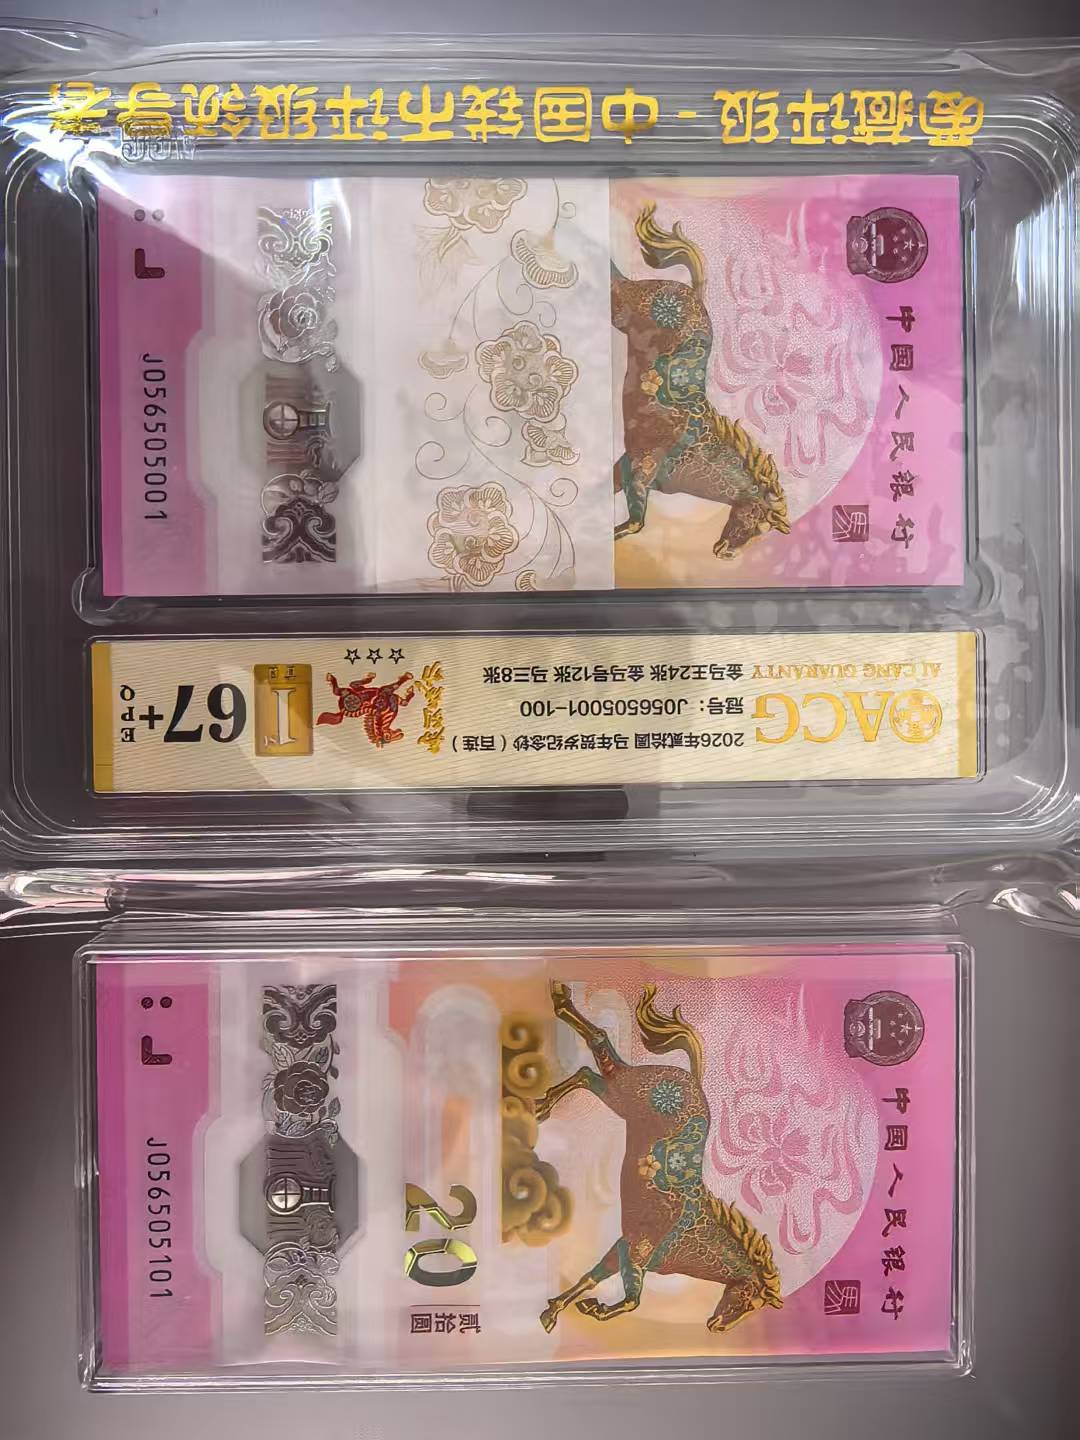 爱藏评级-中国钱币评级领导者
中国人民银行
马
J056505001
ACG
AI CANG GUARANTY
2026年贰拾圆 马年贺岁纪念钞（百连）
冠号：J056505001-100
金马王24张 金马号12张 马三8张
☆☆☆
1
67+
EPQ
中国人民银行
马
20
贰拾圆
J056505101